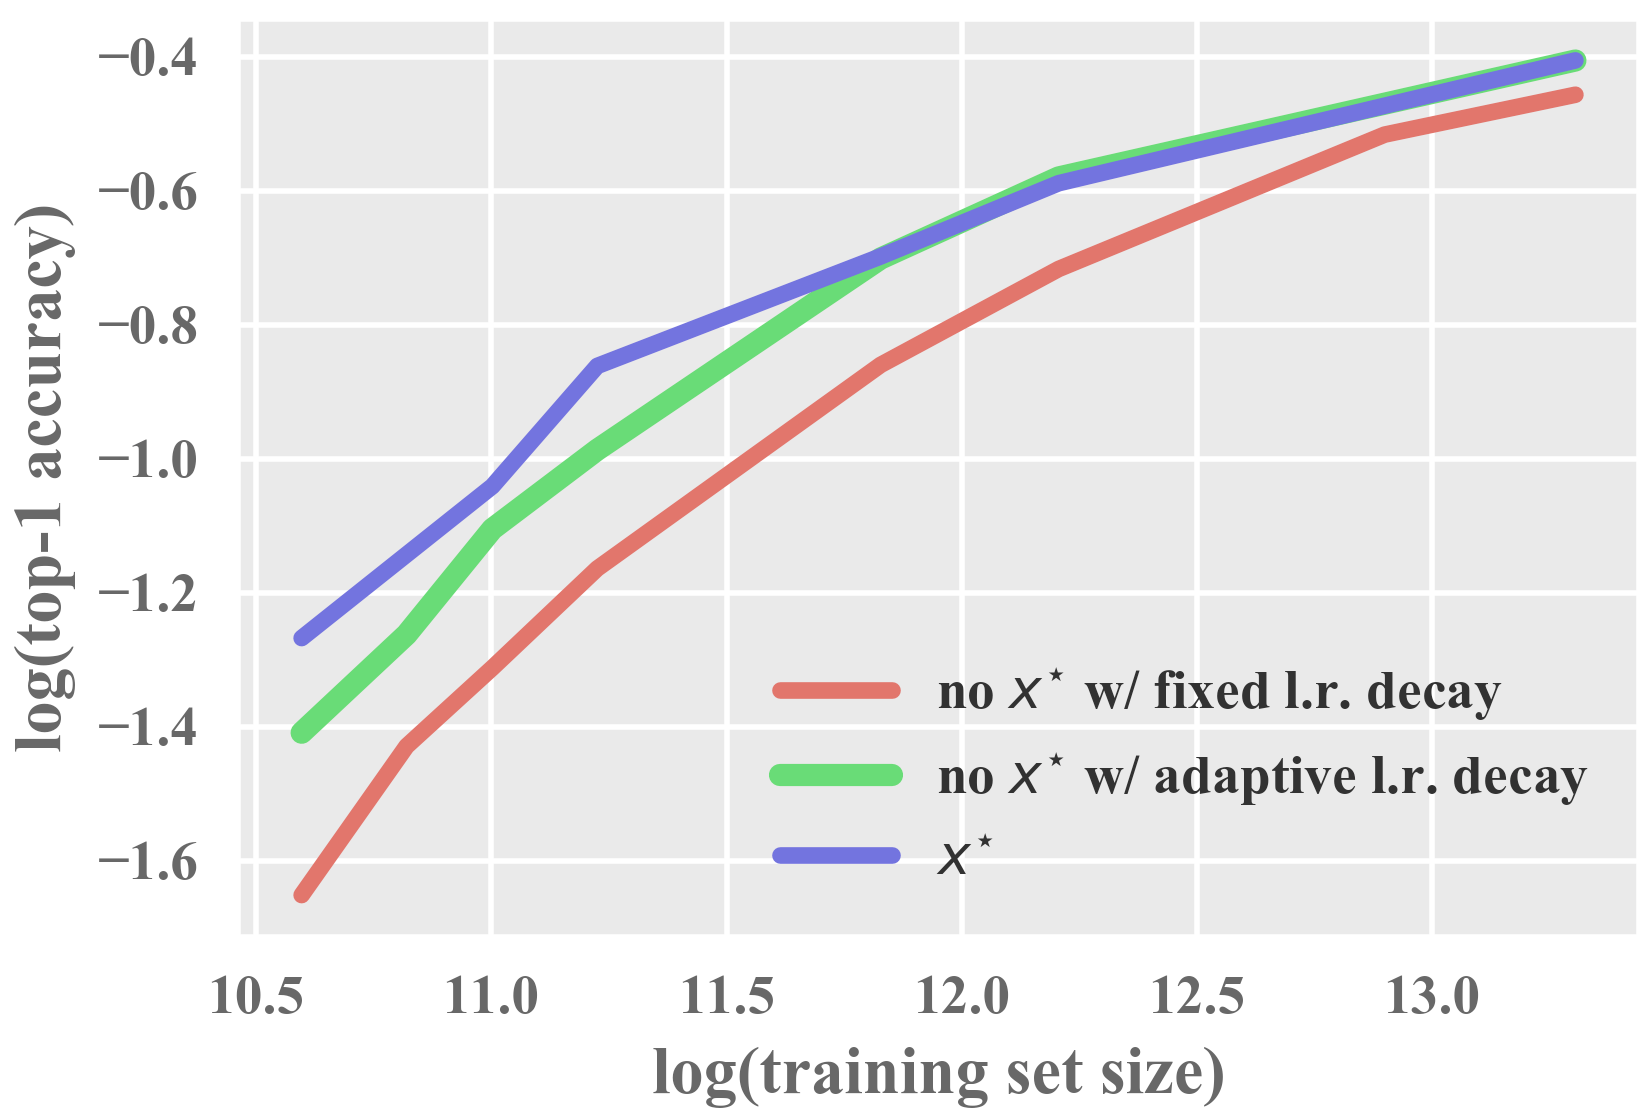 log(top-1 accuracy)
−0.4
−0.6
−0.8
−1.0
−1.2
−1.4
−1.6
no x⋆ w/ fixed l.r. decay
no x⋆ w/ adaptive l.r. decay
x⋆
10.5 11.0 11.5 12.0 12.5 13.0
log(training set size)